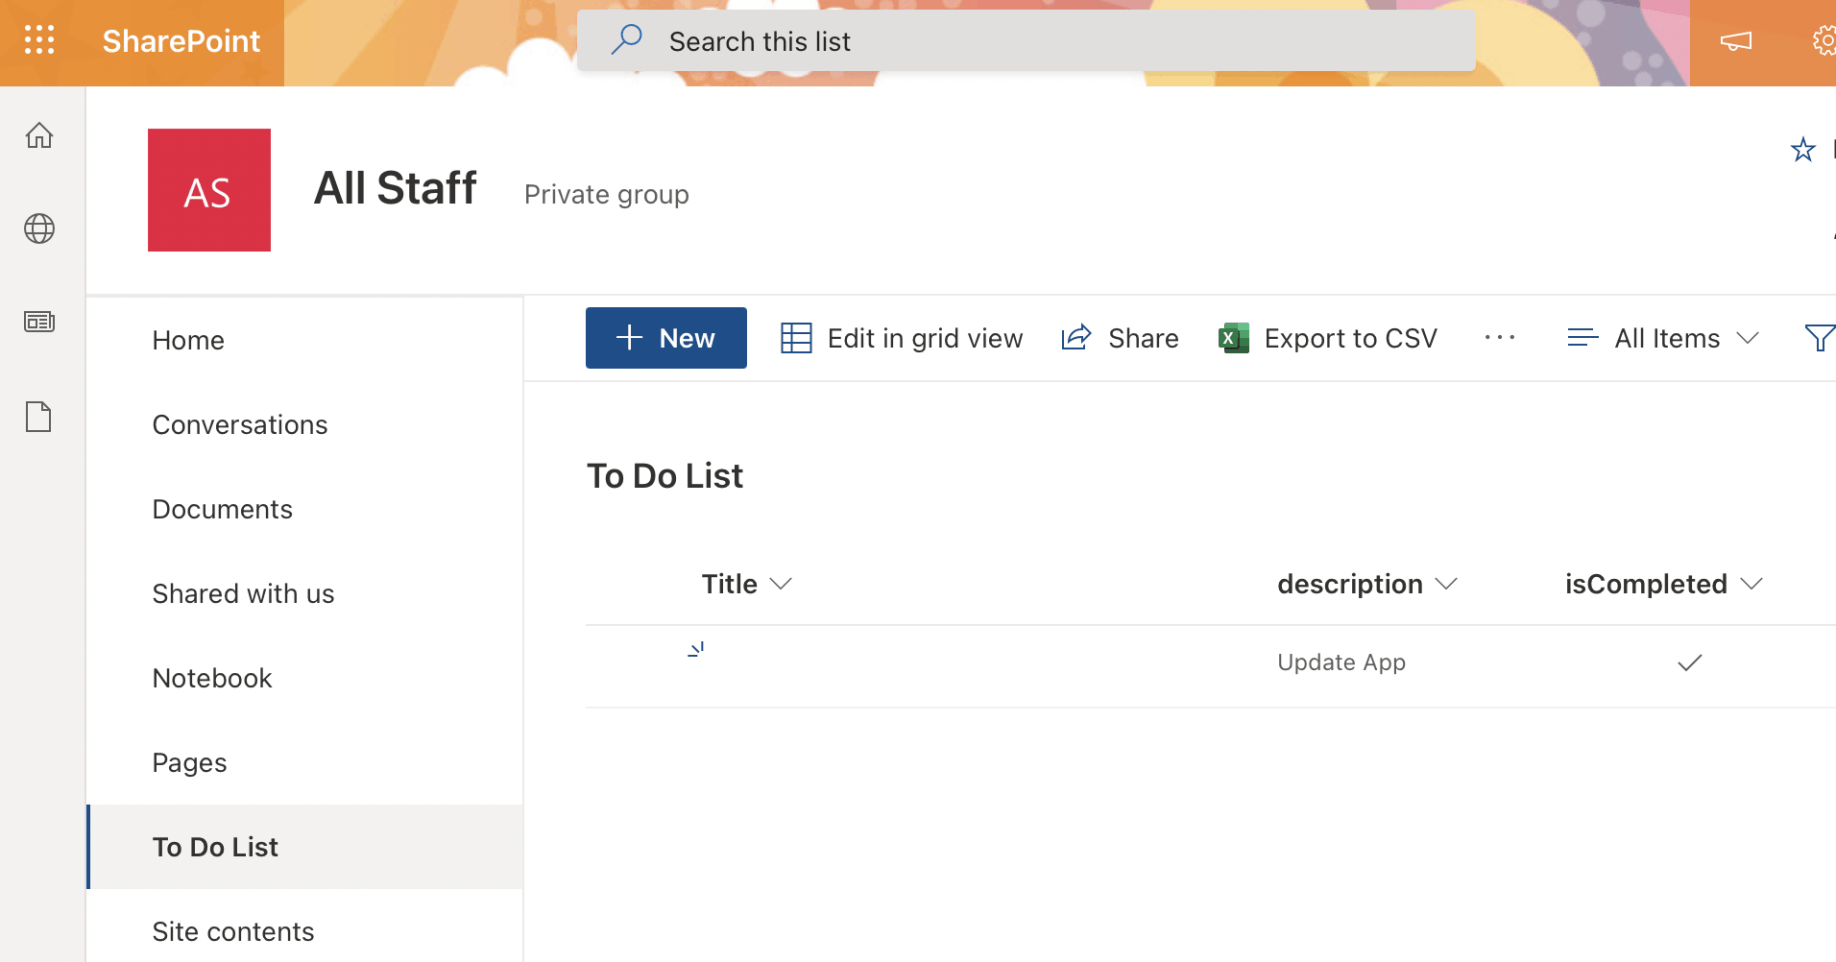 SharePoint
Search this list
AS
All Staff
Private group
Home
Conversations
Documents
Shared with us
Notebook
Pages
To Do List
Site contents
New
Edit in grid view
Share
Export to CSV
All Items
To Do List
Title
description
isCompleted
Update App